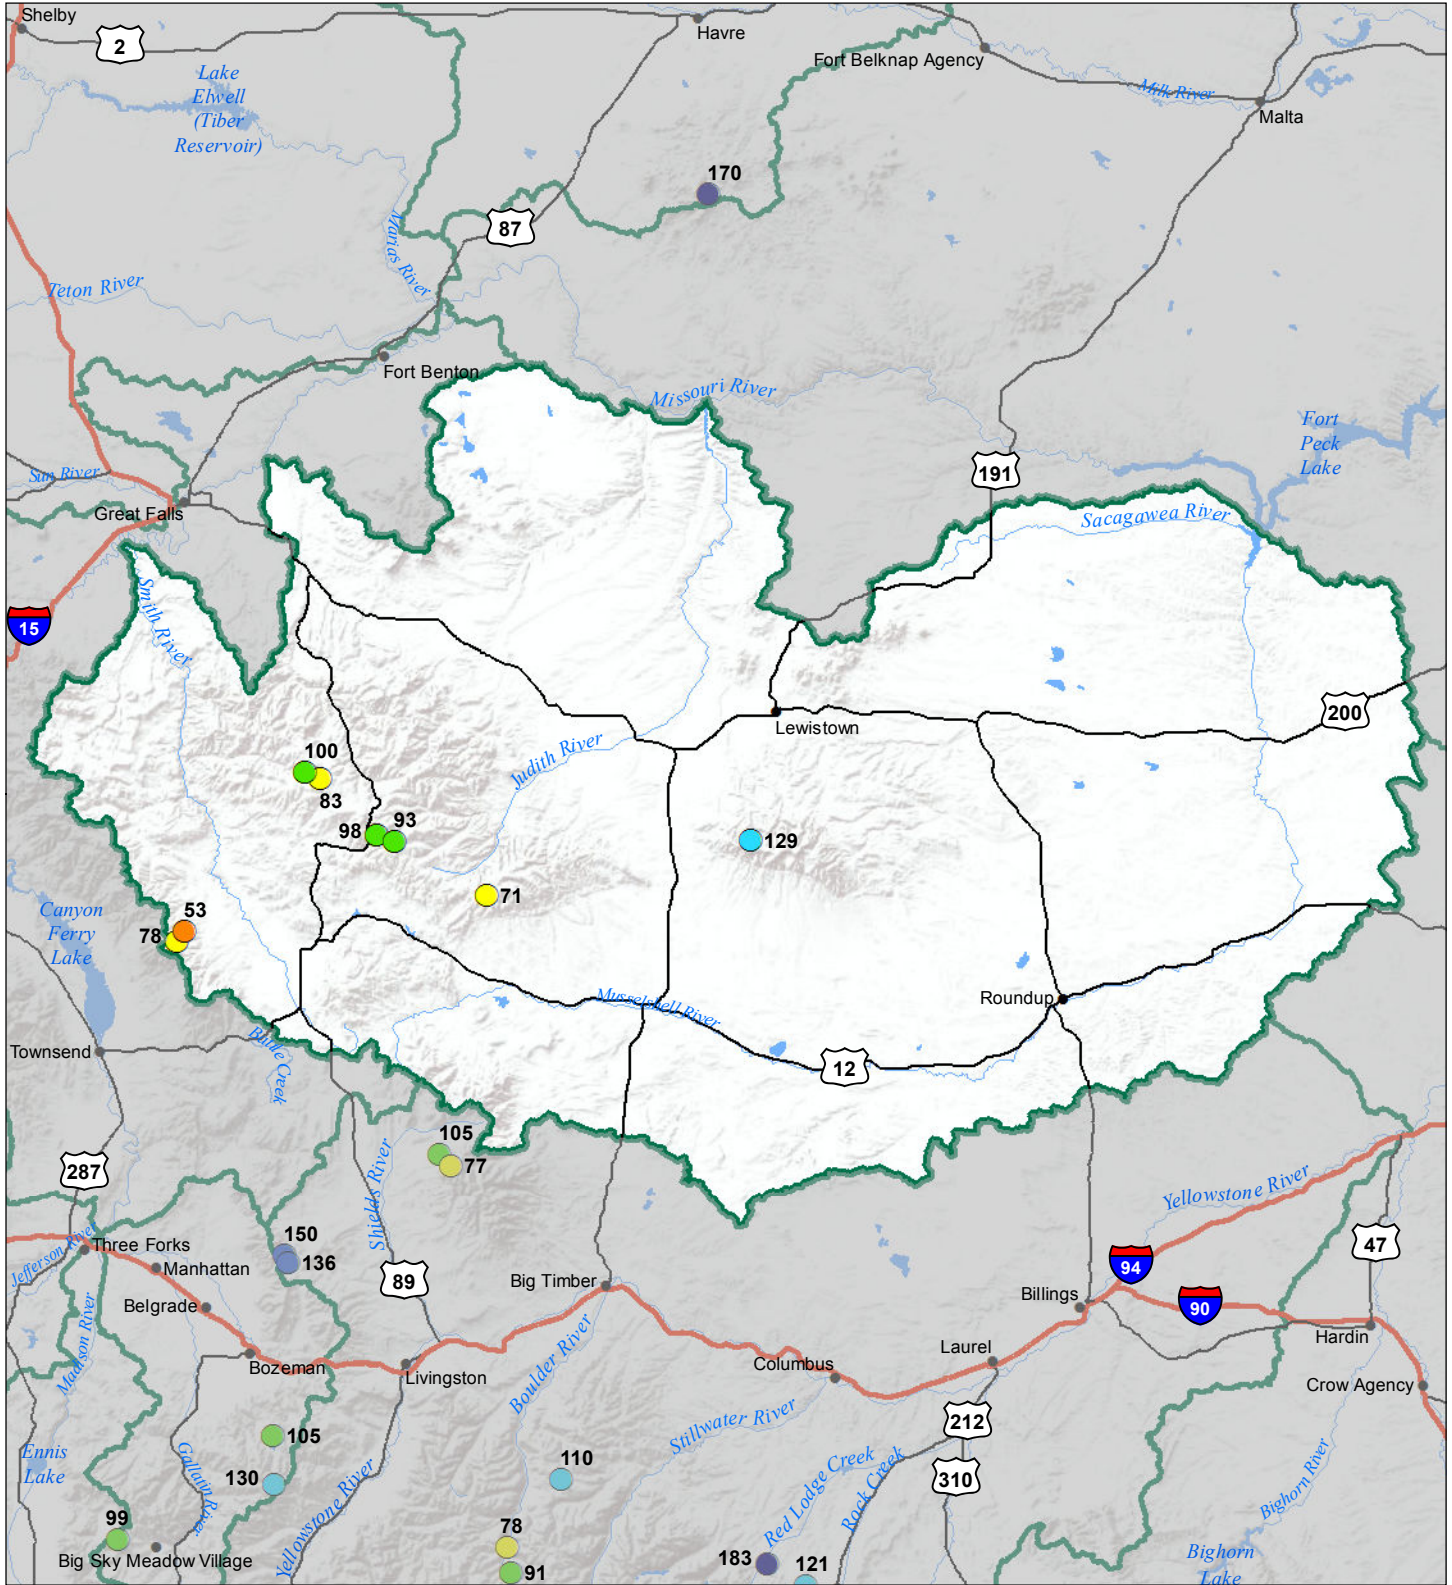 Shelby
2
Havre
Fort Belknap Agency
Lake
Elwell
(Tiber
Reservoir)
Milk River
Malta
170
87
Marias River
Teton River
Fort Benton
Missouri River
Fort
Peck
Lake
191
Sun River
Great Falls
Sacagawea River
Smith River
15
200
Lewistown
Judith River
100
83
98
93
129
71
53
78
Canyon
Ferry
Lake
Musselshell River
Roundup
Townsend
Battle Creek
12
105
77
287
Shields River
Yellowstone River
150
136
Jefferson River
Three Forks
Manhattan
89
Big Timber
94
47
90
Belgrade
Billings
Madison River
Hardin
Bozeman
Livingston
Boulder River
Columbus
Laurel
Crow Agency
212
Stillwater River
105
Ennis
Lake
Gallatin River
130
110
Yellowstone River
Red Lodge Creek
Rock Creek
310
Bighorn River
99
Big Sky Meadow Village
78
91
183
121
Bighorn
Lake